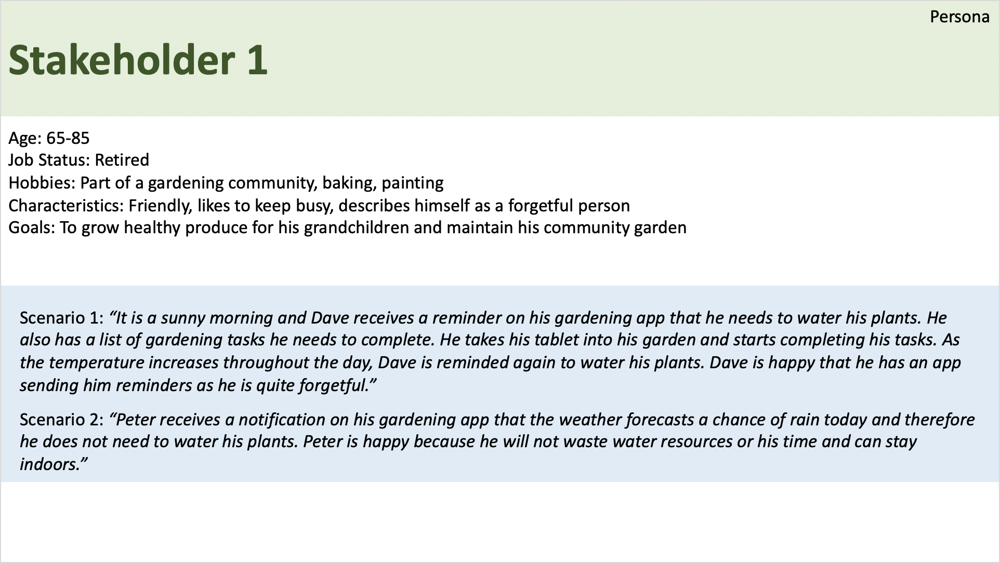 Persona
Stakeholder 1
Age: 65-85
Job Status: Retired
Hobbies: Part of a gardening community, baking, painting
Characteristics: Friendly, likes to keep busy, describes himself as a forgetful person
Goals: To grow healthy produce for his grandchildren and maintain his community garden
Scenario 1: “It is a sunny morning and Dave receives a reminder on his gardening app that he needs to water his plants. He
also has a list of gardening tasks he needs to complete. He takes his tablet into his garden and starts completing his tasks. As
the temperature increases throughout the day, Dave is reminded again to water his plants. Dave is happy that he has an app
sending him reminders as he is quite forgetful.”
Scenario 2: “Peter receives a notification on his gardening app that the weather forecasts a chance of rain today and therefore
he does not need to water his plants. Peter is happy because he will not waste water resources or his time and can stay
indoors.”